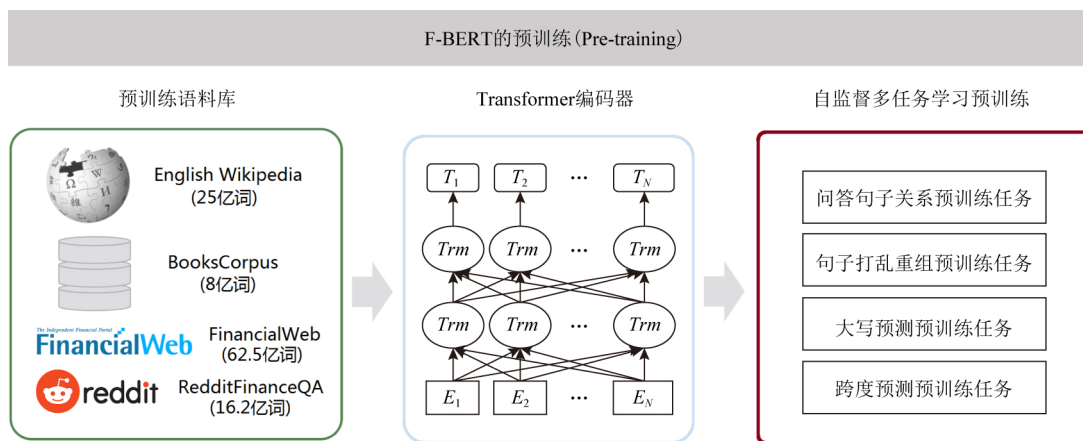 F-BERT的预训练(Pre-training)
预训练语料库
Transformer编码器
自监督多任务学习预训练
Ω
W
И
English Wikipedia
(25亿词)
BooksCorpus
(8亿词)
The Independent Financial Portal
FinancialWeb
FinancialWeb
(62.5亿词)
reddit
RedditFinanceQA
(16.2亿词)
T1 T2 ··· TN
Trm Trm ··· Trm
Trm Trm ··· Trm
E1 E2 ··· EN
问答句子关系预训练任务
句子打乱重组预训练任务
大写预测预训练任务
跨度预测预训练任务